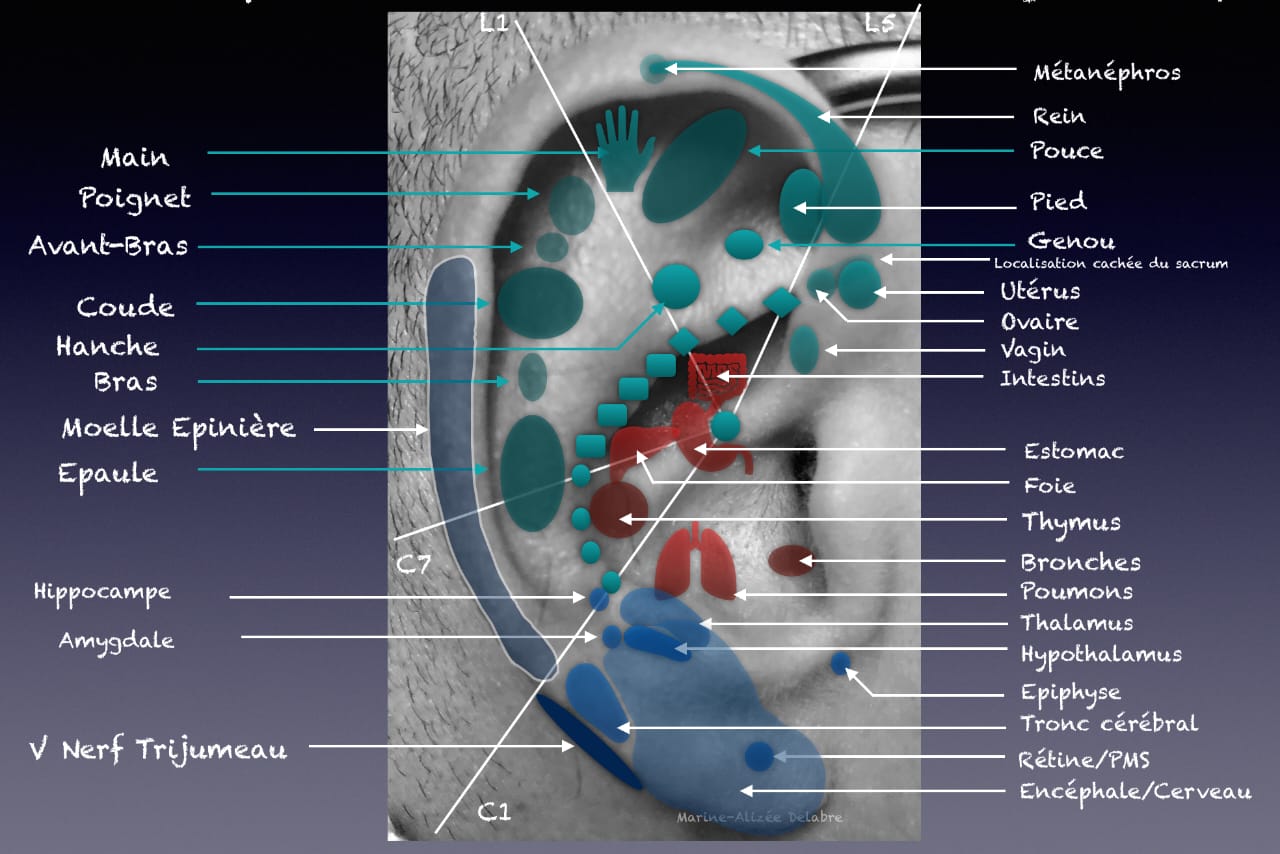 L1
L5
Métanéphros
Rein
Pouce
Pied
Genou
Localisation cachée du sacrum
Utérus
Ovaire
Vagin
Intestins
Estomac
Foie
Thymus
Bronches
Poumons
Thalamus
Hypothalamus
Epiphyse
Tronc cérébral
Rétine/PMS
Encéphale/Cerveau
Main
Poignet
Avant-Bras
Coude
Hanche
Bras
Moelle Epinière
Epaule
C7
Hippocampe
Amygdale
V Nerf Trijumeau
C1
Marine-Alizée Delabre